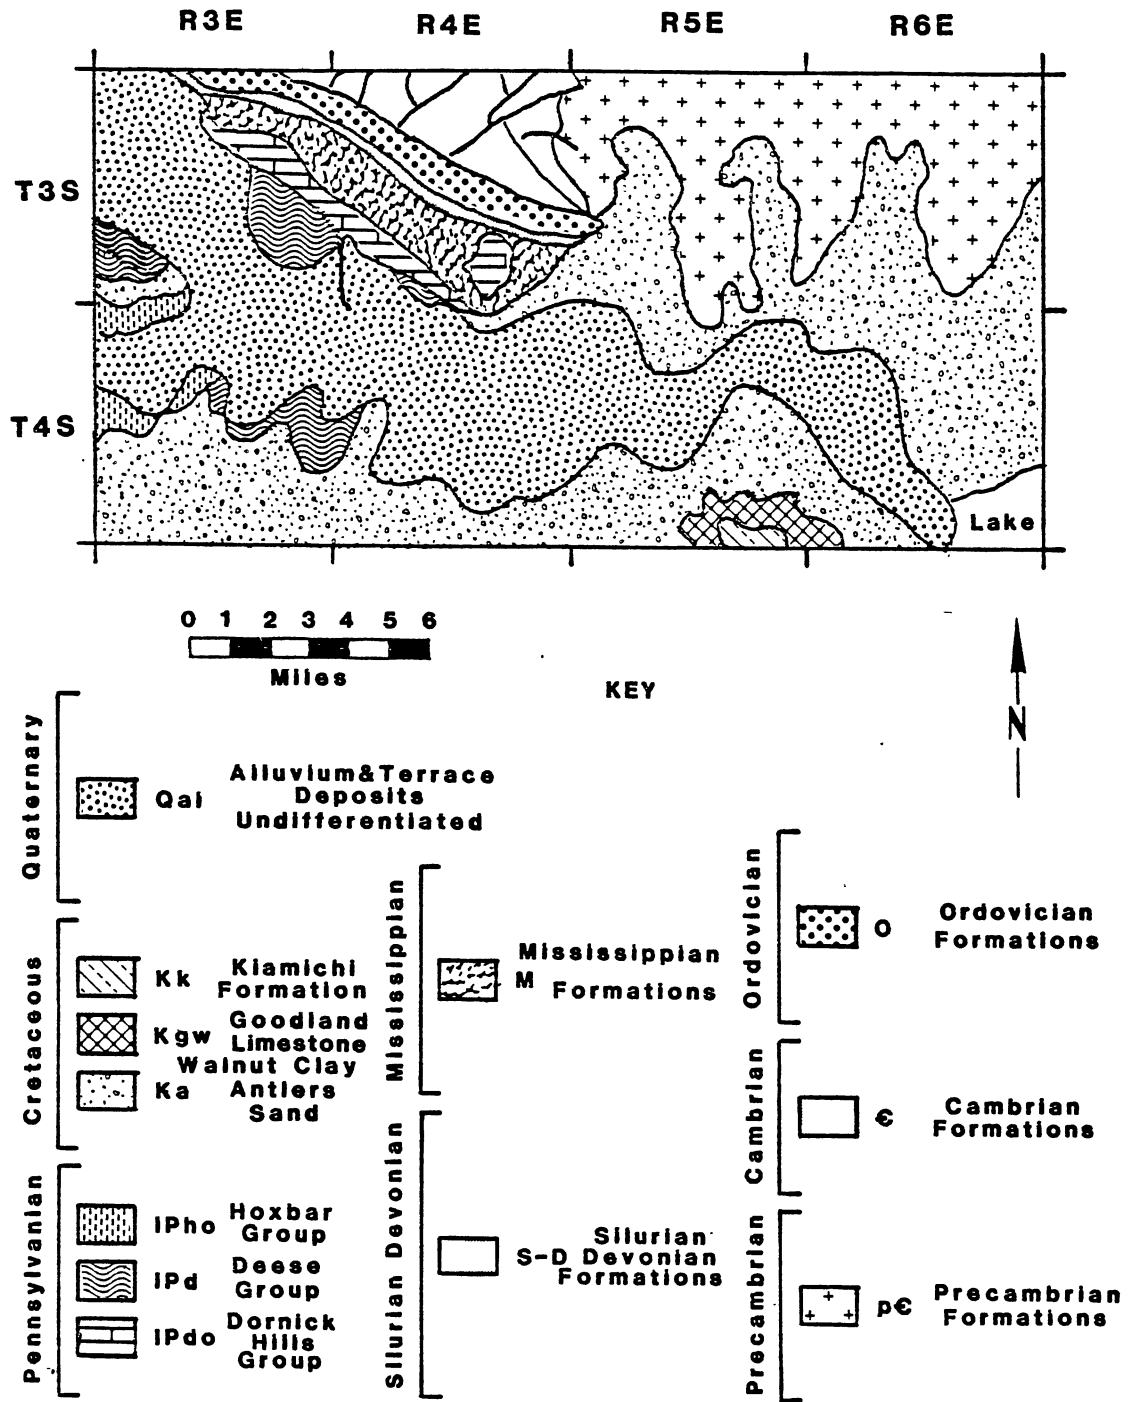 R3E R4E R5E R6E
T3S
T4S
Lake
0 1 2 3 4 5 6
Miles
KEY
N
Quaternary
Qal
Alluvium&Terrace
Deposits
Undifferentiated
Cretaceous
Kk
Kiamichi
Formation
Kgw
Goodland
Limestone
Walnut Clay
Ka
Antlers
Sand
Pennsylvanian
IPho
Hoxbar
Group
IPd
Deese
Group
IPdo
Dornick
Hills
Group
Mississippian
M
Mississippian
Formations
Silurian Devonian
S-D
Silurian
Devonian
Formations
Ordovician
O
Ordovician
Formations
Cambrian
Є
Cambrian
Formations
Precambrian
pЄ
Precambrian
Formations